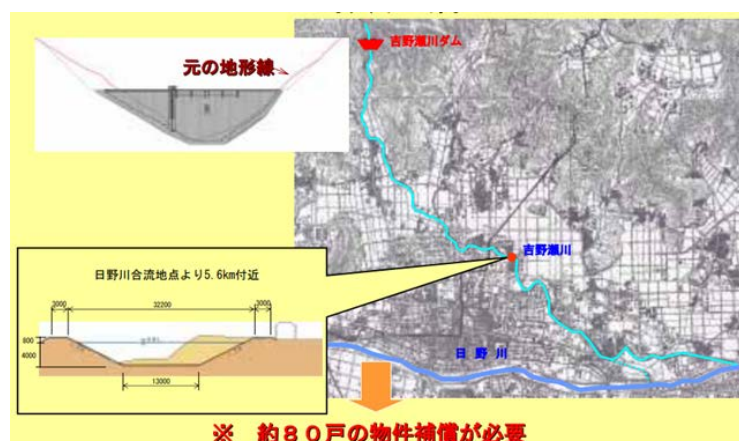 吉野瀬川ダム
元の地形線
吉野瀬川
日野川合流地点より5.6km付近
3000
32200
3000
800
4000
13000
日野川
※ 約80戸の物件補償が必要